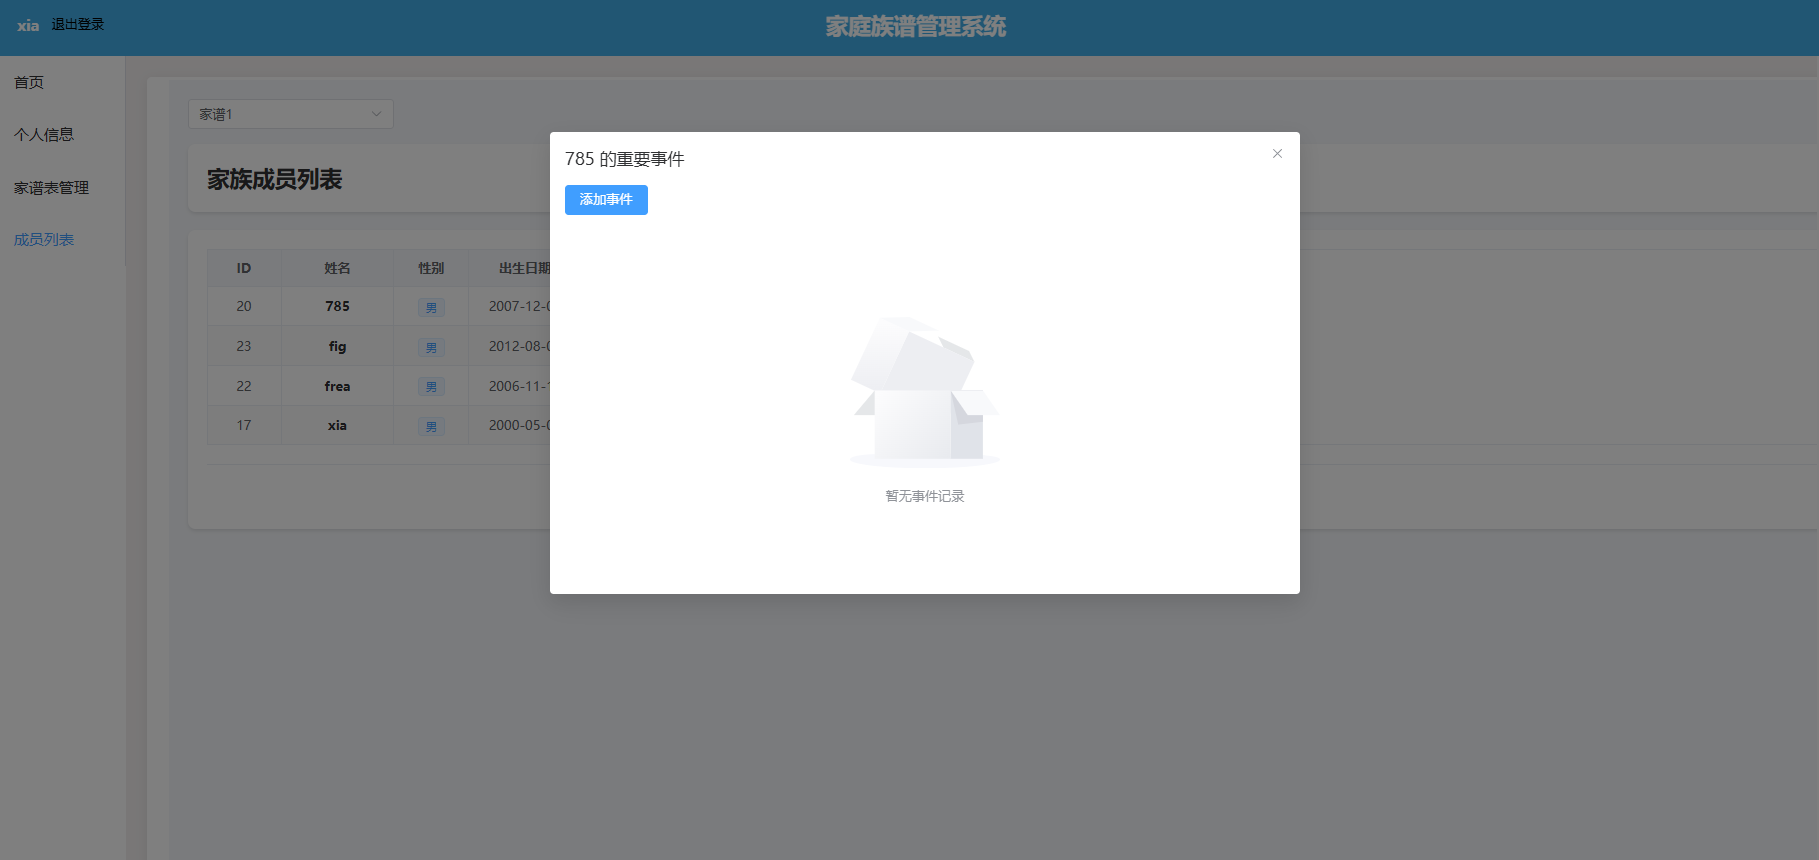 xia 退出登录
家庭族谱管理系统
首页
个人信息
家谱表管理
成员列表
家谱1
家族成员列表
ID 姓名 性别 出生日期
20 785 男 2007-12-0
23 fig 男 2012-08-0
22 frea 男 2006-11-1
17 xia 男 2000-05-0
785 的重要事件
添加事件
暂无事件记录